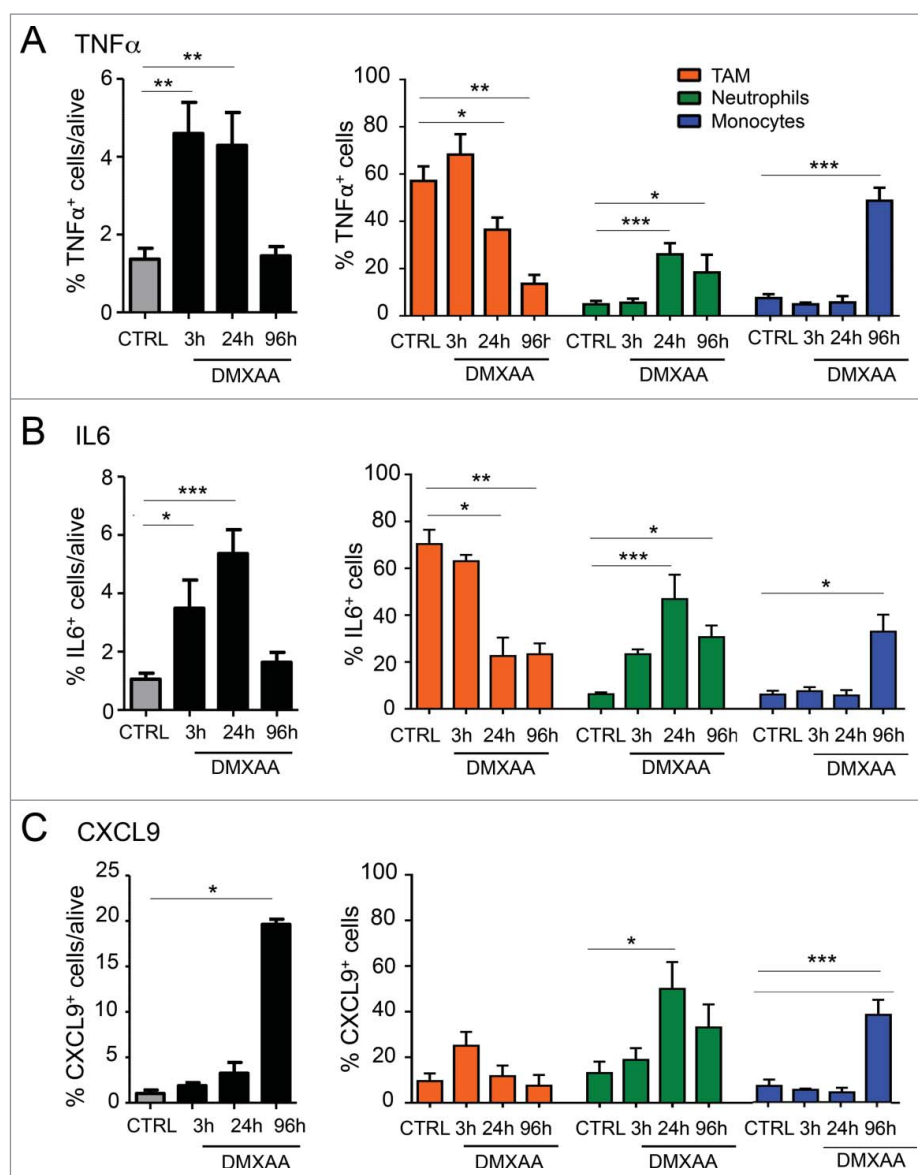 A TNFα
% TNFα⁺ cells/alive
6
4
2
0
**
**
CTRL 3h 24h 96h
DMXAA
% TNFα⁺ cells
100
80
60
40
20
0
**
*
*
***
***
TAM
Neutrophils
Monocytes
CTRL 3h 24h 96h CTRL 3h 24h 96h CTRL 3h 24h 96h
DMXAA DMXAA DMXAA
B IL6
% IL6⁺ cells/alive
8
6
4
2
0
***
*
CTRL 3h 24h 96h
DMXAA
% IL6⁺ cells
100
80
60
40
20
0
**
*
*
***
*
CTRL 3h 24h 96h CTRL 3h 24h 96h CTRL 3h 24h 96h
DMXAA DMXAA DMXAA
C CXCL9
% CXCL9⁺ cells/alive
25
20
15
10
5
0
*
CTRL 3h 24h 96h
DMXAA
% CXCL9⁺ cells
100
80
60
40
20
*
***
CTRL 3h 24h 96h CTRL 3h 24h 96h CTRL 3h 24h 96h
DMXAA DMXAA DMXAA